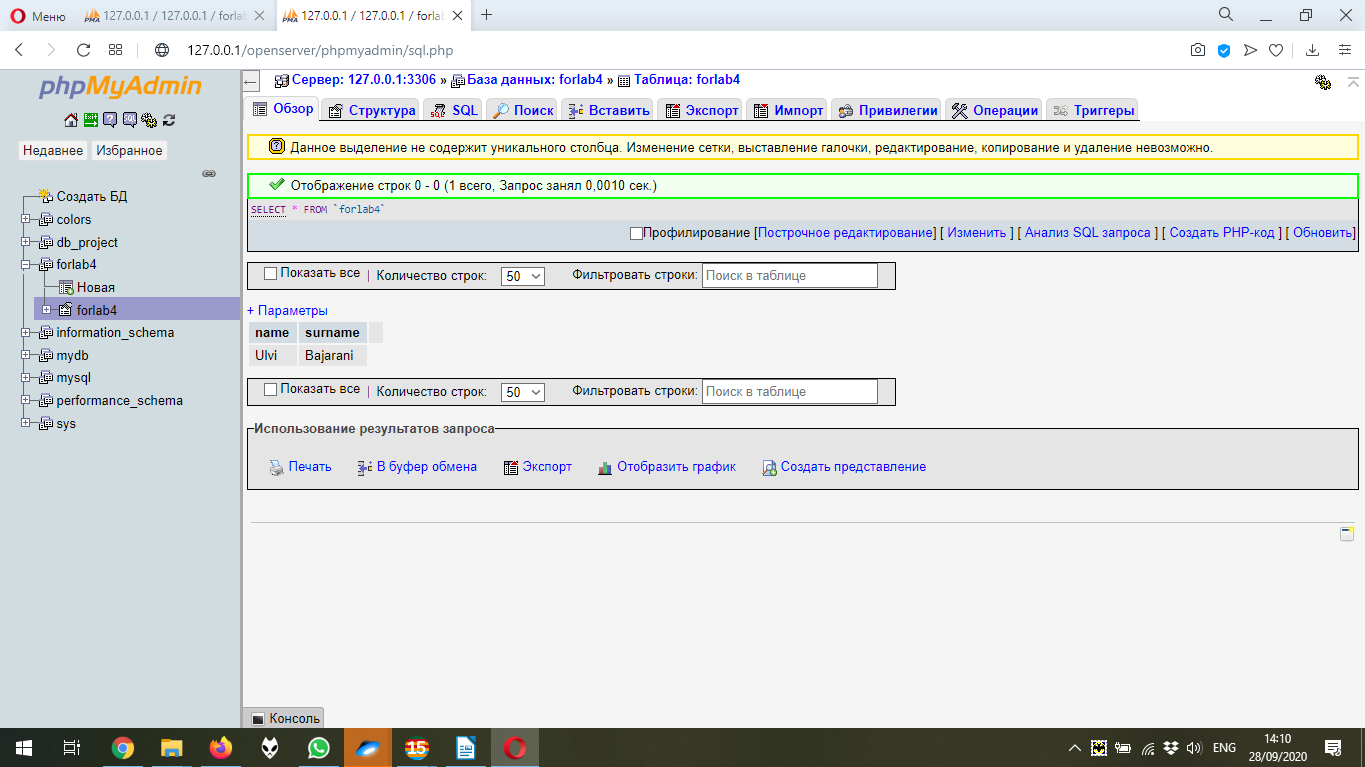 Меню
127.0.0.1 / 127.0.0.1 / forlab
127.0.0.1 / 127.0.0.1 / forlab
127.0.0.1/openserver/phpmyadmin/sql.php
phpMyAdmin
Недавнее Избранное
Создать БД
colors
db_project
forlab4
Новая
forlab4
information_schema
mydb
mysql
performance_schema
sys
Сервер: 127.0.0.1:3306 » База данных: forlab4 » Таблица: forlab4
Обзор Структура SQL Поиск Вставить Экспорт Импорт Привилегии Операции Триггеры
Данное выделение не содержит уникального столбца. Изменение сетки, выставление галочки, редактирование, копирование и удаление невозможно.
Отображение строк 0 - 0 (1 всего, Запрос занял 0,0010 сек.)
SELECT * FROM `forlab4`
Профилирование [Построчное редактирование] [ Изменить ] [ Анализ SQL запроса ] [ Создать PHP-код ] [ Обновить]
Показать все | Количество строк: 50 Фильтровать строки: Поиск в таблице
+ Параметры
name surname
Ulvi Bajarani
Показать все | Количество строк: 50 Фильтровать строки: Поиск в таблице
Использование результатов запроса
Печать В буфер обмена Экспорт Отобразить график Создать представление
Консоль
15
ENG
14:10
28/09/2020